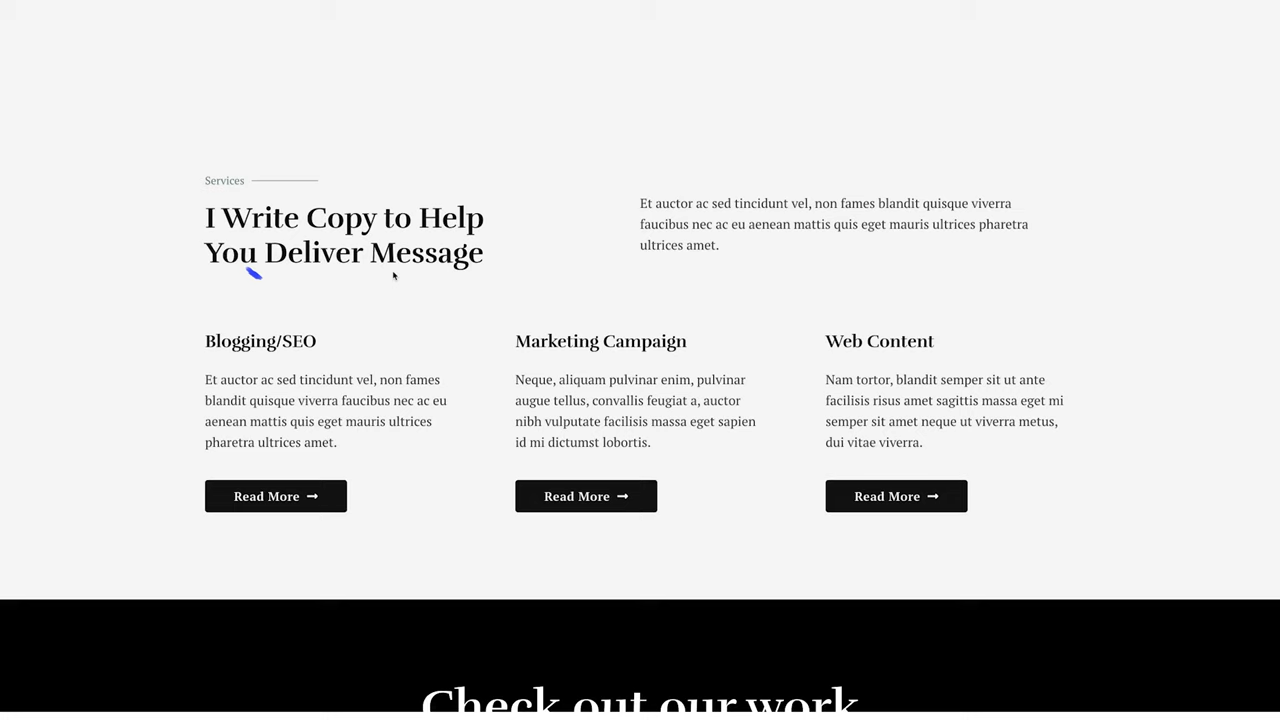 Services
I Write Copy to Help
You Deliver Message
Et auctor ac sed tincidunt vel, non fames blandit quisque viverra
faucibus nec ac eu aenean mattis quis eget mauris ultrices pharetra
ultrices amet.
Blogging/SEO
Et auctor ac sed tincidunt vel, non fames
blandit quisque viverra faucibus nec ac eu
aenean mattis quis eget mauris ultrices
pharetra ultrices amet.
Read More
Marketing Campaign
Neque, aliquam pulvinar enim, pulvinar
augue tellus, convallis feugiat a, auctor
nibh vulputate facilisis massa eget sapien
id mi dictumst lobortis.
Read More
Web Content
Nam tortor, blandit semper sit ut ante
facilisis risus amet sagittis massa eget mi
semper sit amet neque ut viverra metus,
dui vitae viverra.
Read More
Check out our work